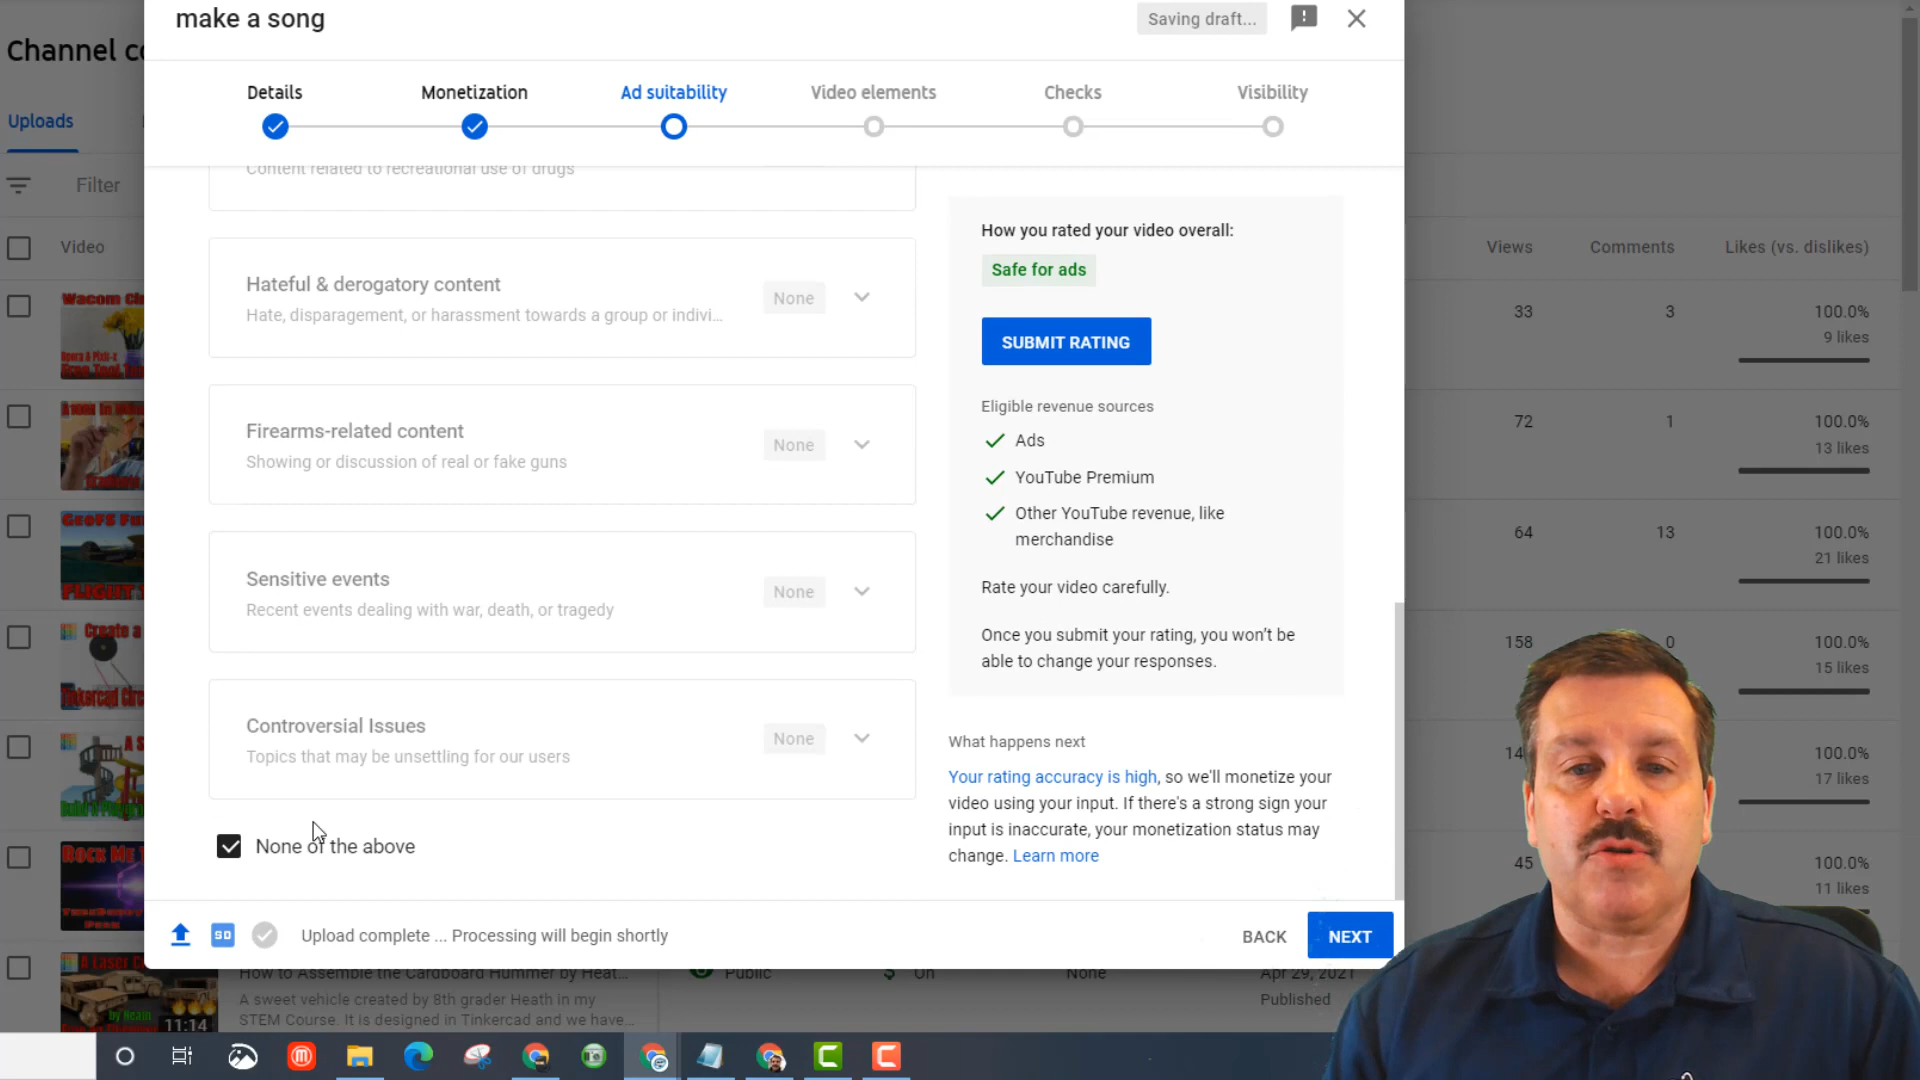 make a song
Saving draft...
Channel c
Details
Monetization
Ad suitability
Video elements
Checks
Visibility
Uploads
Filter
Content related to recreational use of drugs
Video
Views
Comments
Likes (vs. dislikes)
Hateful & derogatory content
Hate, disparagement, or harassment towards a group or indivi...
None
How you rated your video overall:
Safe for ads
SUBMIT RATING
33
3
100.0%
9 likes
Eligible revenue sources
Ads
YouTube Premium
Other YouTube revenue, like
merchandise
Firearms-related content
Showing or discussion of real or fake guns
None
72
1
100.0%
13 likes
Sensitive events
Recent events dealing with war, death, or tragedy
None
Rate your video carefully.
Once you submit your rating, you won't be
able to change your responses.
64
13
100.0%
21 likes
158
0
100.0%
15 likes
Controversial Issues
Topics that may be unsettling for our users
None
What happens next
Your rating accuracy is high, so we'll monetize your
video using your input. If there's a strong sign your
input is inaccurate, your monetization status may
change. Learn more
14
100.0%
17 likes
None of the above
45
100.0%
11 likes
SD
Upload complete ... Processing will begin shortly
BACK
NEXT
How to Assemble the Cardboard Hummer by Heat...
A sweet vehicle created by 8th grader Heath in my
STEM Course. It is designed in Tinkercad and we have...
Public
On
None
Apr 29, 2021
Published
Wacom
Create a
ROCK Me
A Laser
by Heath
11:14